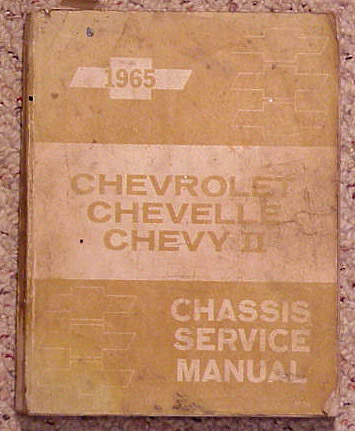 1965
CHEVROLET
CHEVELLE
CHEVY II
CHASSIS
SERVICE
MANUAL